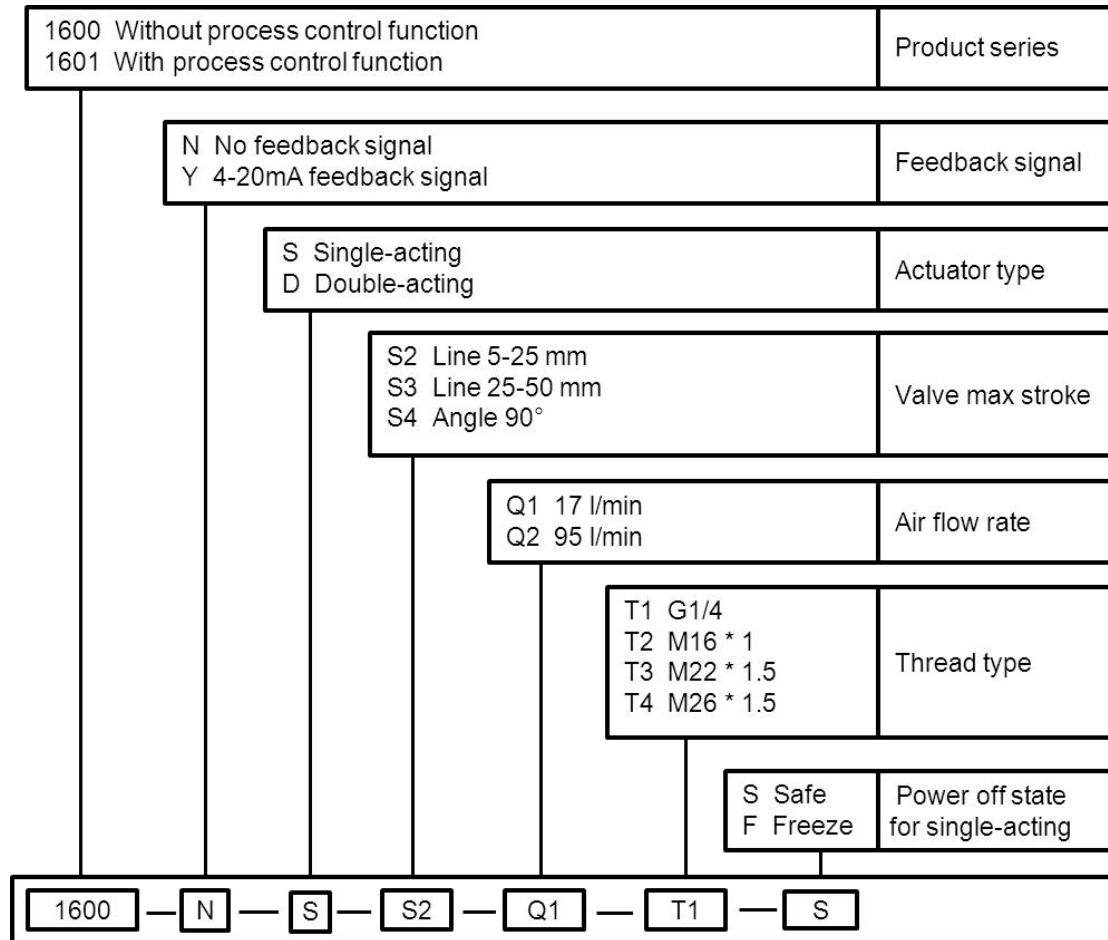 1600 Without process control function
1601 With process control function
Product series
N No feedback signal
Y 4-20mA feedback signal
Feedback signal
S Single-acting
D Double-acting
Actuator type
S2 Line 5-25 mm
S3 Line 25-50 mm
S4 Angle 90°
Valve max stroke
Q1 17 l/min
Q2 95 l/min
Air flow rate
T1 G1/4
T2 M16 * 1
T3 M22 * 1.5
T4 M26 * 1.5
Thread type
S Safe
F Freeze
Power off state
for single-acting
1600 — N — S — S2 — Q1 — T1 — S